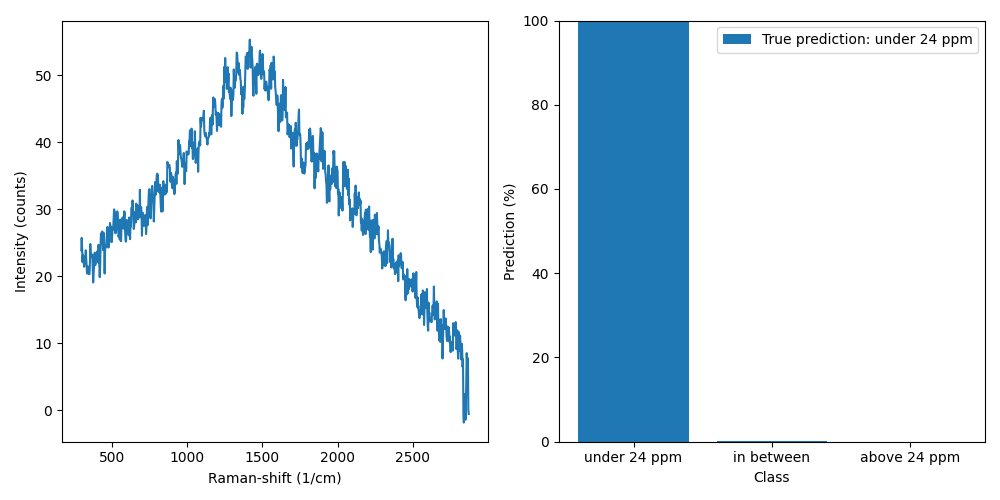 50
40
30
20
10
0
Intensity (counts)
500 1000 1500 2000 2500
Raman-shift (1/cm)
100
80
60
40
20
0
Prediction (%)
True prediction: under 24 ppm
under 24 ppm in between above 24 ppm
Class